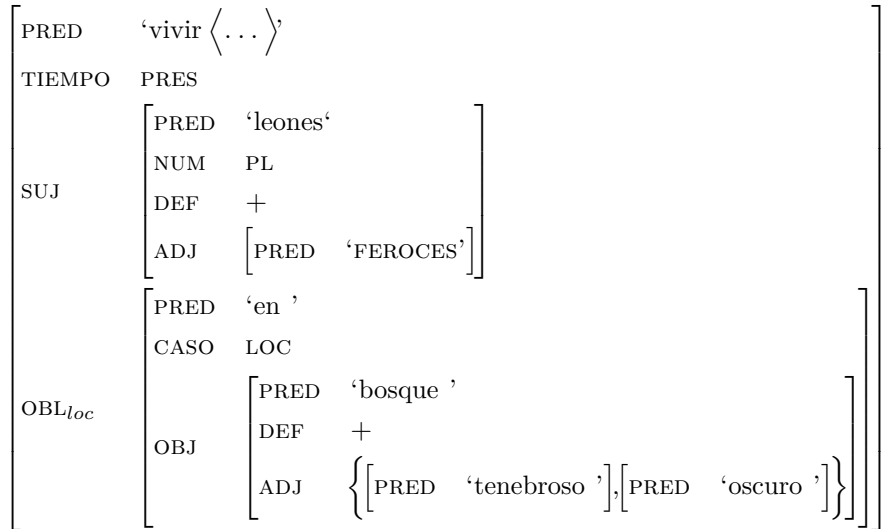 PRED ‘vivir ⟨... ⟩’
TIEMPO PRES
PRED ‘leones‘
NUM PL
SUJ
DEF +
ADJ [PRED ‘FEROCES’]
PRED ‘en ’
CASO LOC
OBL_loc
PRED ‘bosque ’
DEF +
OBJ
ADJ {[PRED ‘tenebroso ’],[PRED ‘oscuro ’]}